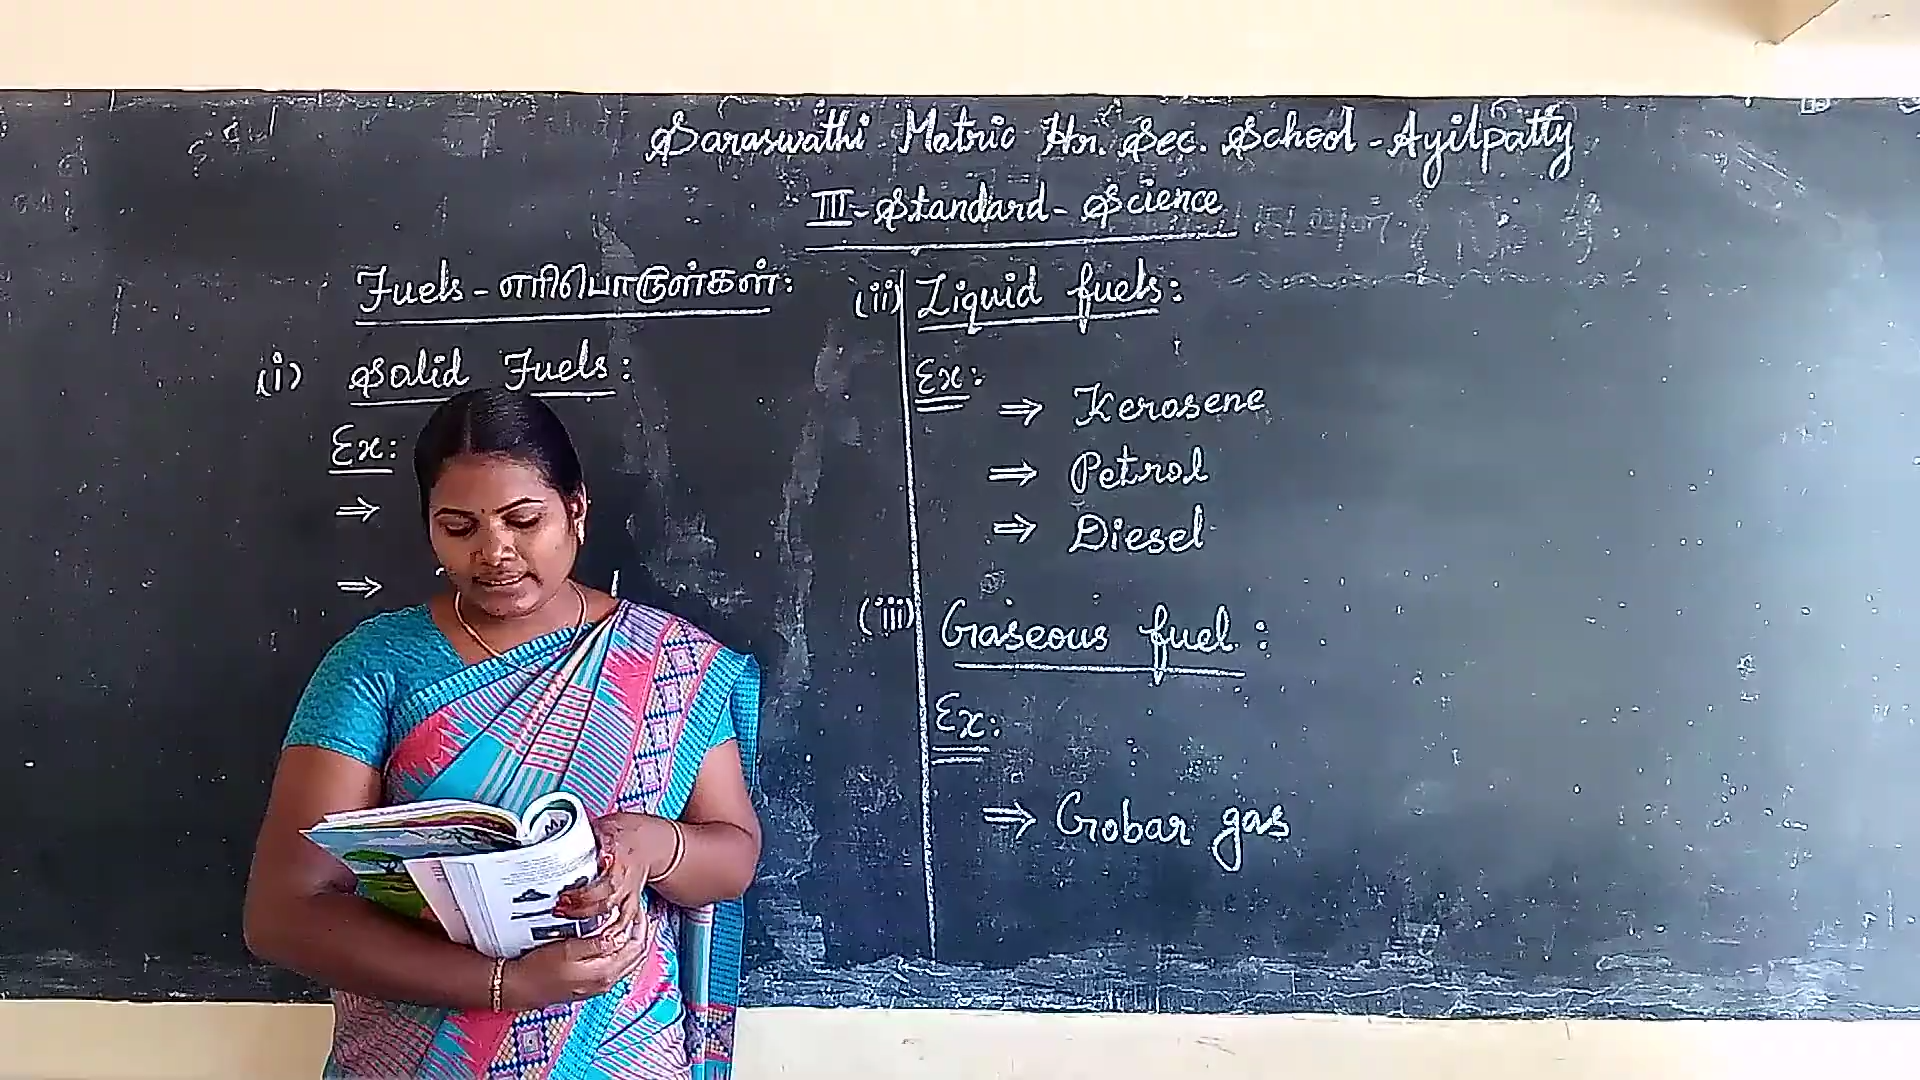 Saraswathi Matric Hr. Sec. School - Ayilpatty
III - Standard - Science
Fuels - எரிபொருள்கள்:
(i) Solid Fuels:
Ex:
⇒
⇒
(ii) Liquid fuels:
Ex:
⇒ Kerosene
⇒ Petrol
⇒ Diesel
(iii) Gaseous fuel:
Ex:
⇒ Gobar gas